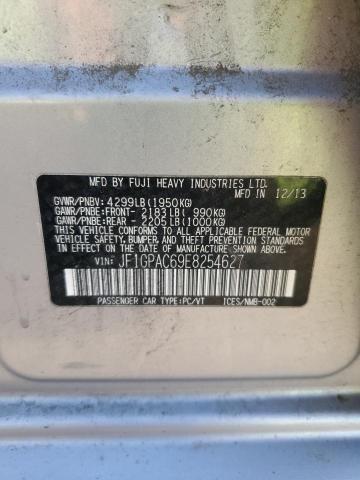 MFD. BY FUJI HEAVY INDUSTRIES LTD.
MFD. IN 12/13
GVWR/PNBV: 4299LB(1950KG)
GAWR/PNBE:FRONT- 2183LB( 990KG)
GAWR/PNBE:REAR - 2205LB(1000KG)
THIS VEHICLE CONFORMS TO ALL APPLICABLE FEDERAL MOTOR
VEHICLE SAFETY, BUMPER, AND THEFT PREVENTION STANDARDS
IN EFFECT ON THE DATE OF MANUFACTURE SHOWN ABOVE.
VIN: JF1GPAC69E8254627
PASSENGER CAR TYPE:PC/VT ICES/NMB-002